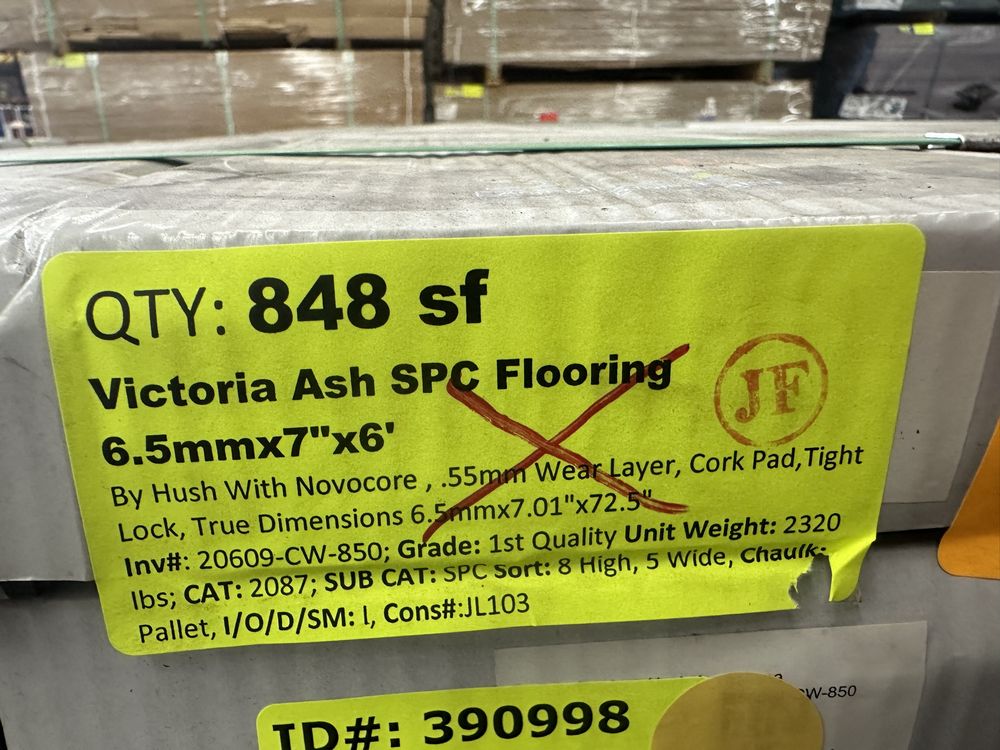 QTY: 848 sf
Victoria Ash SPC Flooring
6.5mmx7"x6'
JF
By Hush With Novocore , .55mm Wear Layer, Cork Pad,Tight
Lock, True Dimensions 6.5mmx7.01"x72.5"
Inv#: 20609-CW-850; Grade: 1st Quality Unit Weight: 2320
lbs; CAT: 2087; SUB CAT: SPC Sort: 8 High, 5 Wide, Chaulk:
Pallet, I/O/D/SM: I, Cons#:JL103
CW-850
ID#: 390998